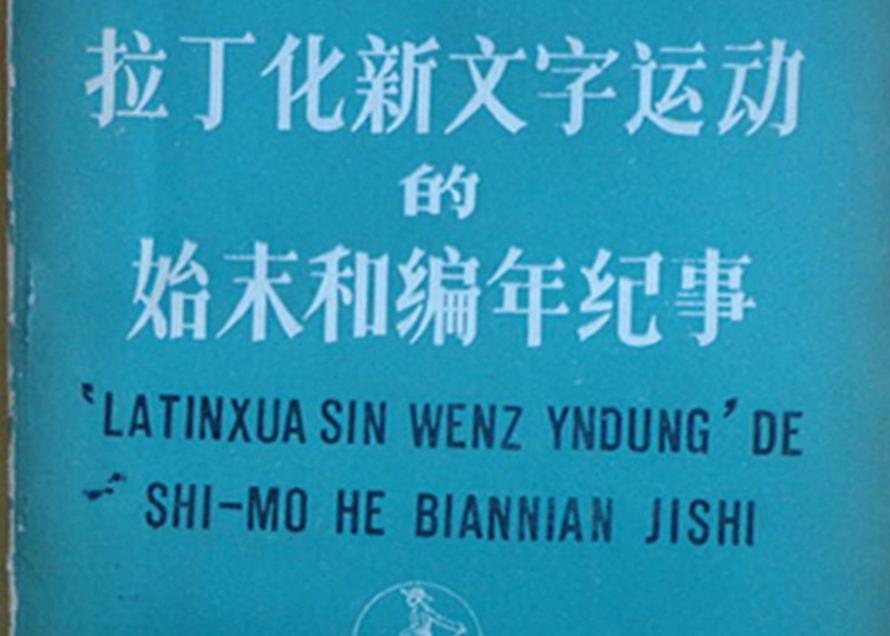 拉丁化新文字运动
的
始末和编年纪事
‘LATINXUA SIN WENZ YNDUNG’ DE
SHI-MO HE BIANNIAN JISHI